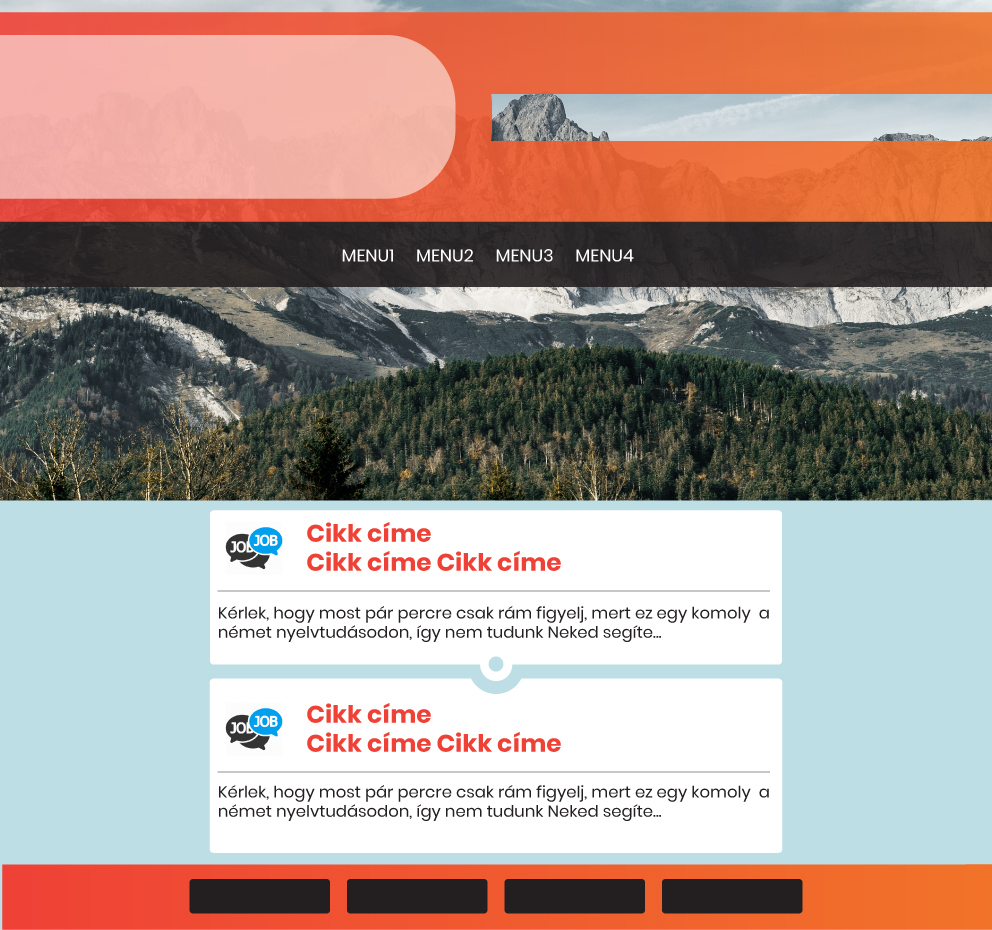 MENU1 MENU2 MENU3 MENU4
JOB JOB
Cikk címe
Cikk címe Cikk címe
Kérlek, hogy most pár percre csak rám figyelj, mert ez egy komoly a
német nyelvtudásodon, így nem tudunk Neked segíte...
JOB JOB
Cikk címe
Cikk címe Cikk címe
Kérlek, hogy most pár percre csak rám figyelj, mert ez egy komoly a
német nyelvtudásodon, így nem tudunk Neked segíte...